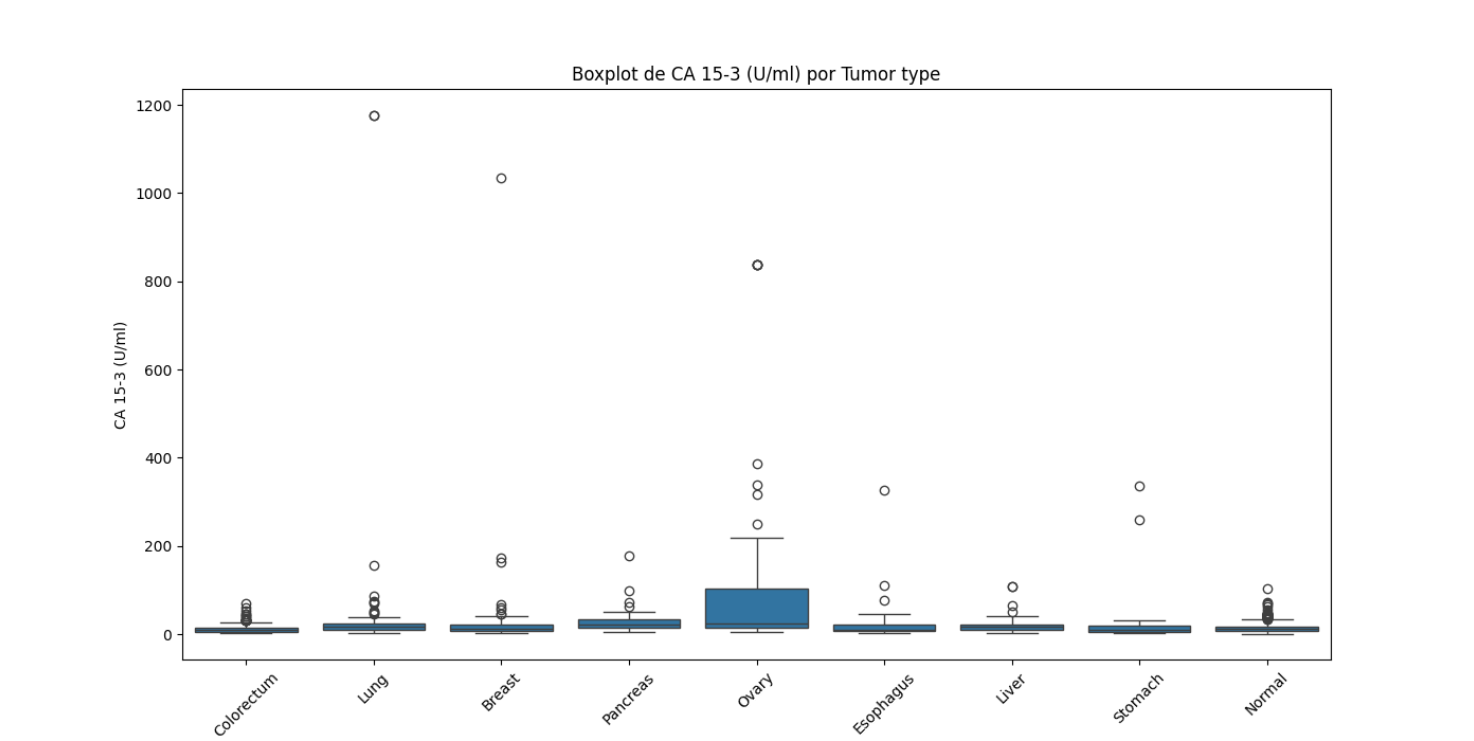 Boxplot de CA 15-3 (U/ml) por Tumor type
CA 15-3 (U/ml)
1200
1000
800
600
400
200
0
Colorectum
Lung
Breast
Pancreas
Ovary
Esophagus
Liver
Stomach
Normal